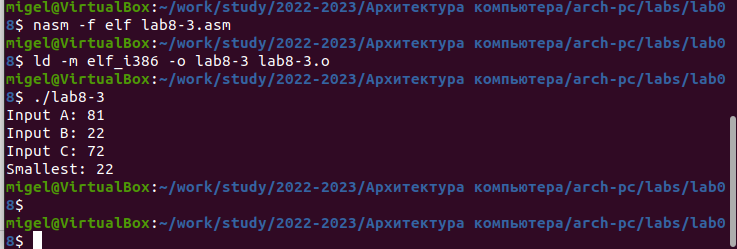 migel@VirtualBox:~/work/study/2022-2023/Архитектура компьютера/arch-pc/labs/lab0
8$ nasm -f elf lab8-3.asm
migel@VirtualBox:~/work/study/2022-2023/Архитектура компьютера/arch-pc/labs/lab0
8$ ld -m elf_i386 -o lab8-3 lab8-3.o
migel@VirtualBox:~/work/study/2022-2023/Архитектура компьютера/arch-pc/labs/lab0
8$ ./lab8-3
Input A: 81
Input B: 22
Input C: 72
Smallest: 22
migel@VirtualBox:~/work/study/2022-2023/Архитектура компьютера/arch-pc/labs/lab0
8$
migel@VirtualBox:~/work/study/2022-2023/Архитектура компьютера/arch-pc/labs/lab0
8$